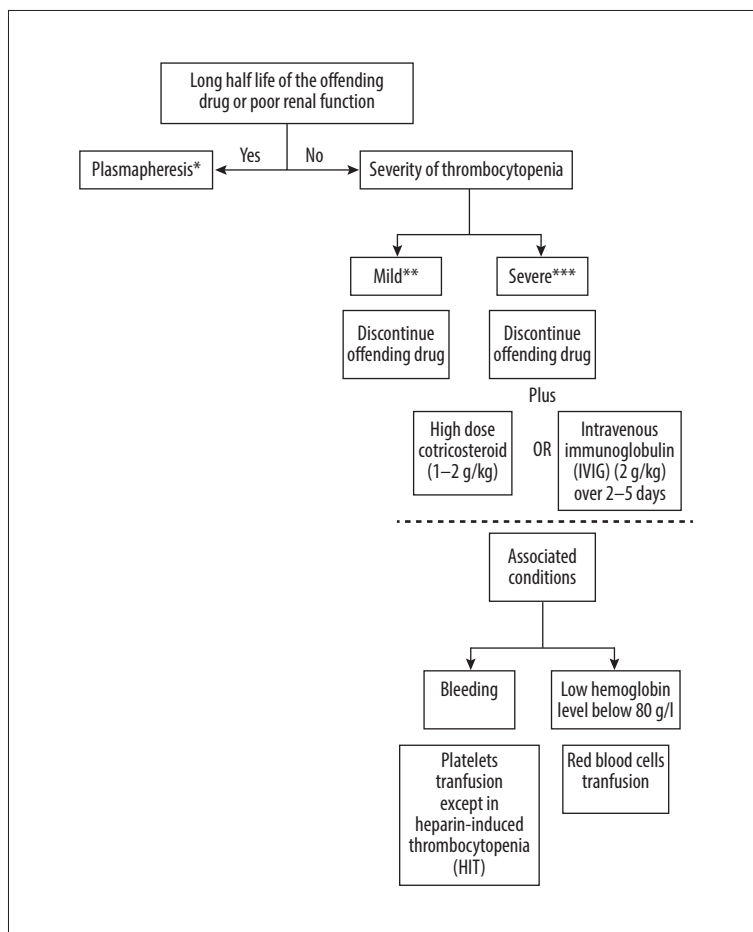 Long half life of the offending
drug or poor renal function
Yes
No
Plasmapheresis*
Severity of thrombocytopenia
Mild**
Severe***
Discontinue
offending drug
Discontinue
offending drug
Plus
High dose
cotricosteroid
(1–2 g/kg)
OR
Intravenous
immunoglobulin
(IVIG) (2 g/kg)
over 2–5 days
Associated
conditions
Bleeding
Low hemoglobin
level below 80 g/l
Platelets
tranfusion
except in
heparin-induced
thrombocytopenia
(HIT)
Red blood cells
tranfusion